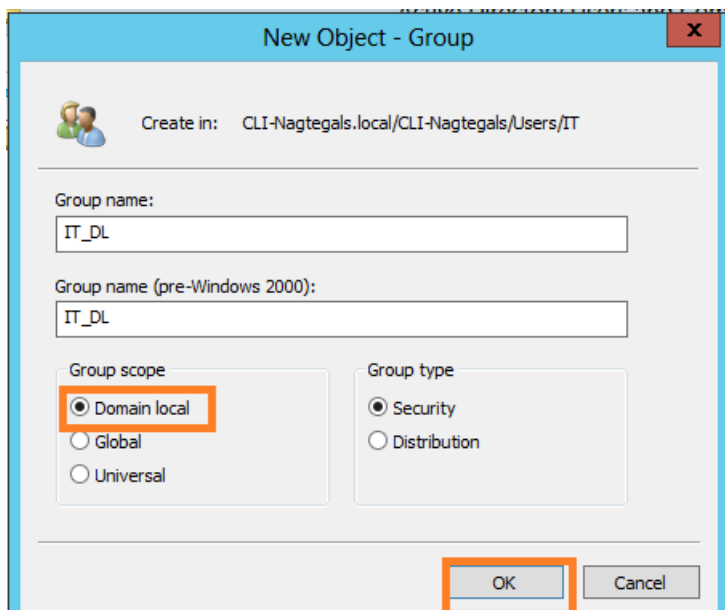 New Object - Group
x
Create in: CLI-Nagtegals.local/CLI-Nagtegals/Users/IT
Group name:
IT_DL
Group name (pre-Windows 2000):
IT_DL
Group scope
Domain local
Global
Universal
Group type
Security
Distribution
OK Cancel